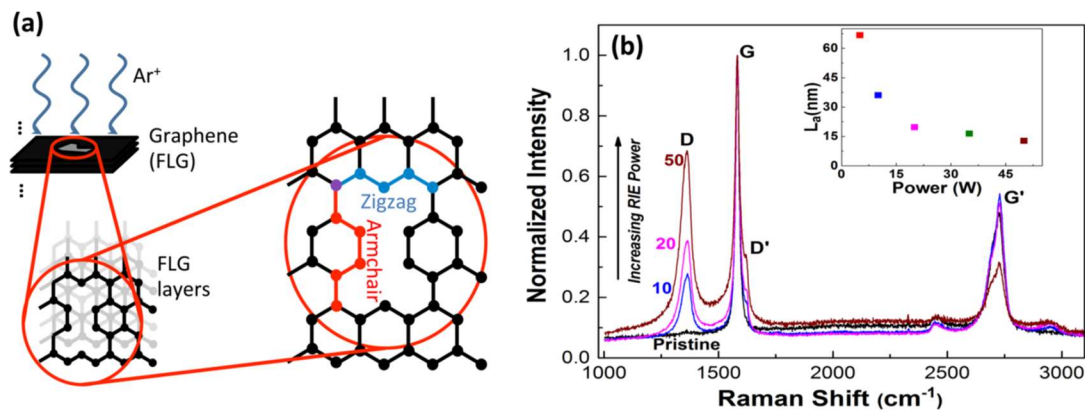 (a)
Ar+
...
Graphene
(FLG)
...
Zigzag
Armchair
FLG
layers
(b)
Normalized Intensity
1.0
0.8
0.6
0.4
0.2
0.0
1000
1500
2000
2500
3000
Raman Shift (cm-1)
Increasing RIE Power
50
20
10
Pristine
D
G
D'
G'
La(nm)
60
45
30
15
0
15
30
45
Power (W)